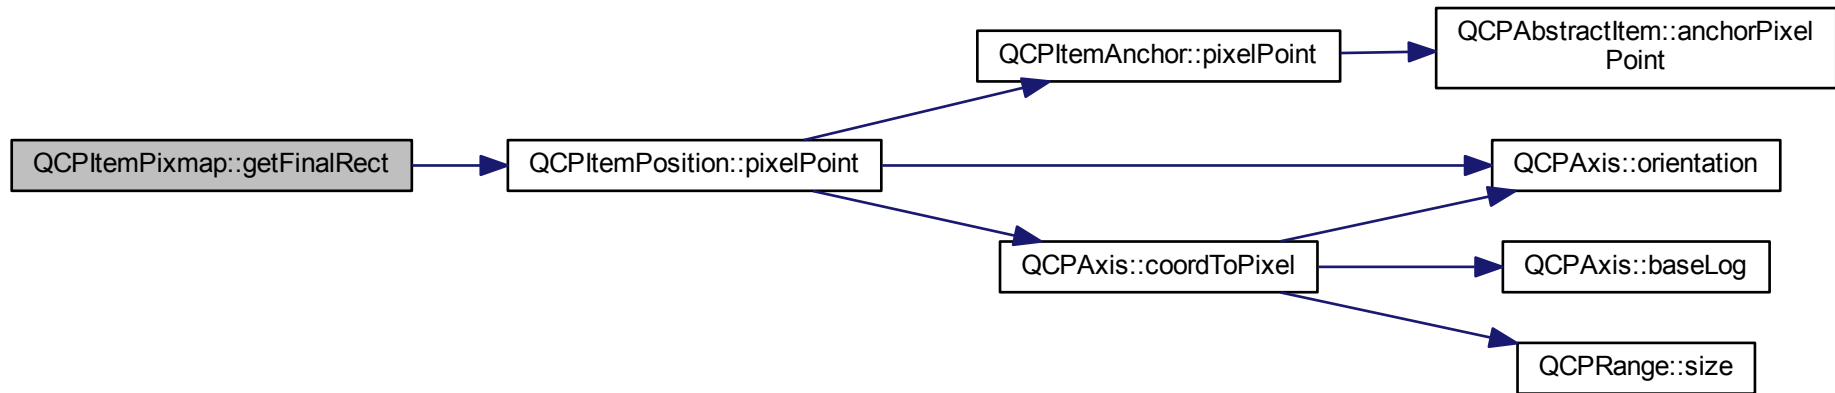 QCPItemPixmap::getFinalRect
QCPItemPosition::pixelPoint
QCPItemAnchor::pixelPoint
QCPAbstractItem::anchorPixel
Point
QCPAxis::orientation
QCPAxis::coordToPixel
QCPAxis::baseLog
QCPRange::size